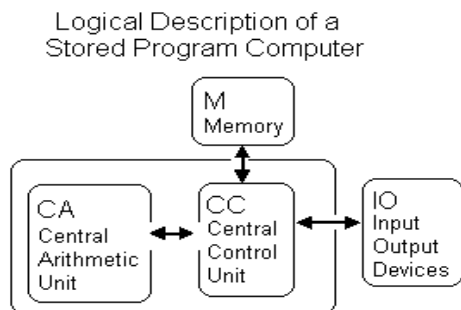 Logical Description of a
Stored Program Computer
M
Memory
CA
Central
Arithmetic
Unit
CC
Central
Control
Unit
IO
Input
Output
Devices